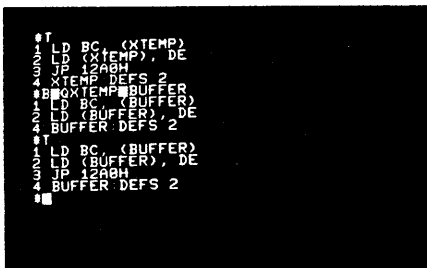 *T
1 LD BC, (XTEMP)
2 LD (XTEMP), DE
3 JP 12A0H
4 XTEMP DEFS 2
*B■QXTEMP■BUFFER
1 LD BC, (BUFFER)
2 LD (BUFFER), DE
4 BUFFER:DEFS 2
*T
1 LD BC, (BUFFER)
2 LD (BUFFER), DE
3 JP 12A0H
4 BUFFER:DEFS 2
*■